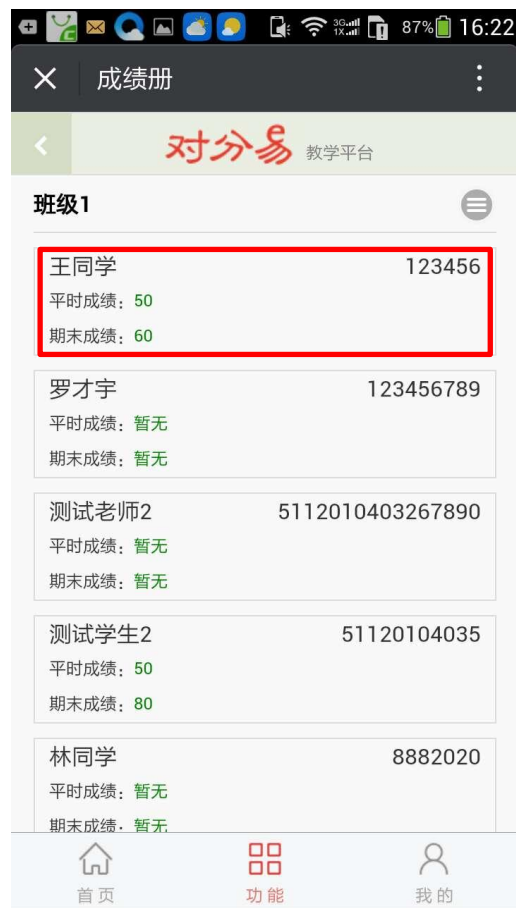 3G 1X 87% 16:22
成绩册
对分易 教学平台
班级1
王同学 123456
平时成绩：50
期末成绩：60
罗才宇 123456789
平时成绩：暂无
期末成绩：暂无
测试老师2 5112010403267890
平时成绩：暂无
期末成绩：暂无
测试学生2 51120104035
平时成绩：50
期末成绩：80
林同学 8882020
平时成绩：暂无
期末成绩：暂无
首页 功能 我的